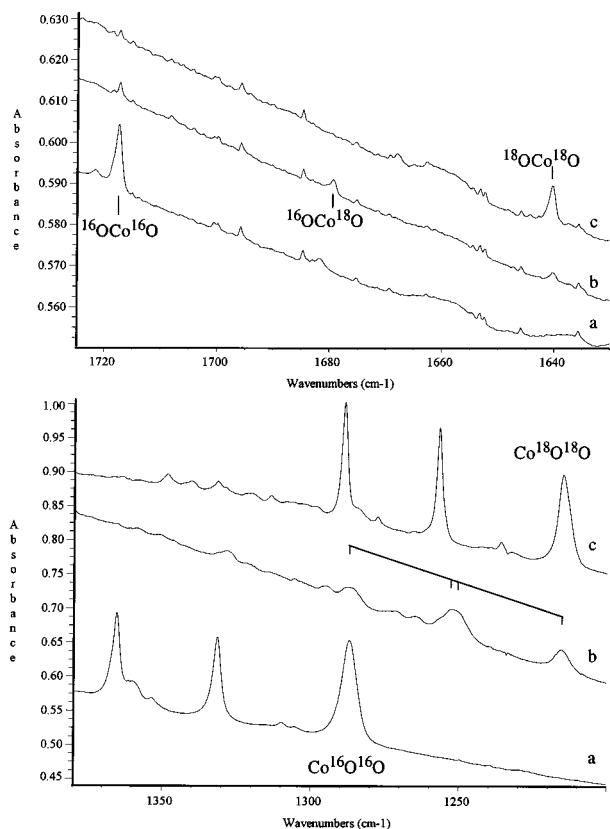 0.630
0.620
0.610
0.600
0.590
0.580
0.570
0.560
Absorbance
¹⁸OCo¹⁸O
¹⁶OCo¹⁸O
¹⁶OCo¹⁶O
c
b
a
1720 1700 1680 1660 1640
Wavenumbers (cm-1)
1.00
0.95
0.90
0.85
0.80
0.75
0.70
0.65
0.60
0.55
0.50
0.45
Absorbance
Co¹⁸O¹⁸O
c
b
Co¹⁶O¹⁶O
a
1350 1300 1250
Wavenumbers (cm-1)